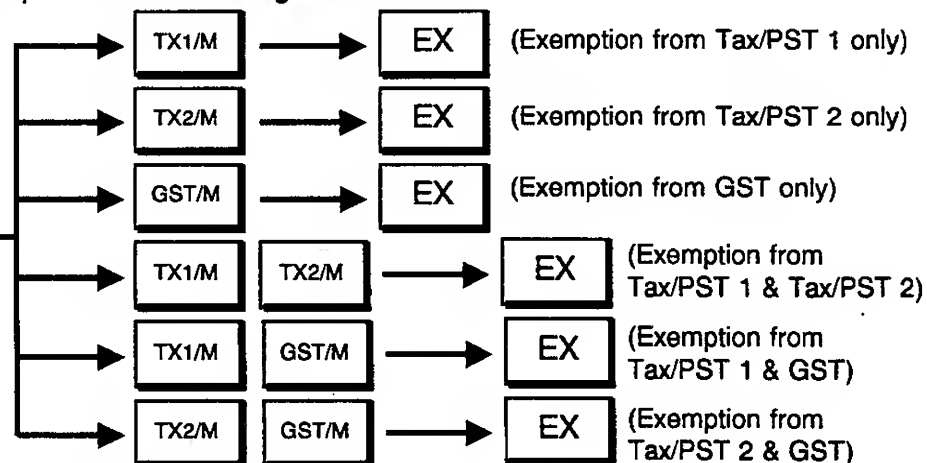 TX1/M EX (Exemption from Tax/PST 1 only)
TX2/M EX (Exemption from Tax/PST 2 only)
GST/M EX (Exemption from GST only)
TX1/M TX2/M EX (Exemption from
Tax/PST 1 & Tax/PST 2)
TX1/M GST/M EX (Exemption from
Tax/PST 1 & GST)
TX2/M GST/M EX (Exemption from
Tax/PST 2 & GST)